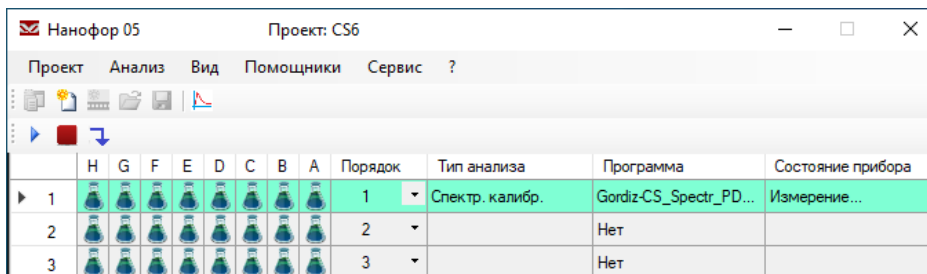 Нанофор 05 Проект: CS6
Проект Анализ Вид Помощники Сервис ?
H G F E D C B A Порядок Тип анализа Программа Состояние прибора
1 1 Спектр. калибр. Gordiz-CS_Spectr_PD... Измерение...
2 2 Нет
3 3 Нет